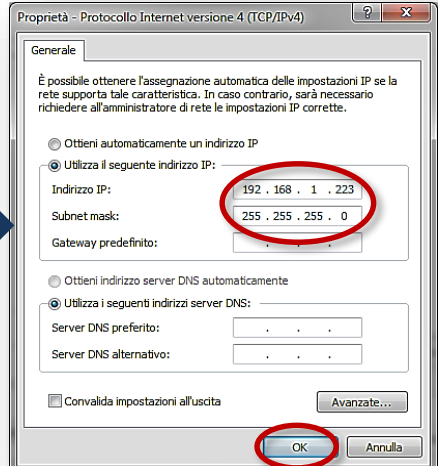 Proprietà - Protocollo Internet versione 4 (TCP/IPv4)
Generale
È possibile ottenere l'assegnazione automatica delle impostazioni IP se la
rete supporta tale caratteristica. In caso contrario, sarà necessario
richiedere all'amministratore di rete le impostazioni IP corrette.
Ottieni automaticamente un indirizzo IP
Utilizza il seguente indirizzo IP:
Indirizzo IP: 192 . 168 . 1 . 223
Subnet mask: 255 . 255 . 255 . 0
Gateway predefinito: . . .
Ottieni indirizzo server DNS automaticamente
Utilizza i seguenti indirizzi server DNS:
Server DNS preferito: . . .
Server DNS alternativo: . . .
Convalida impostazioni all'uscita Avanzate...
OK Annulla